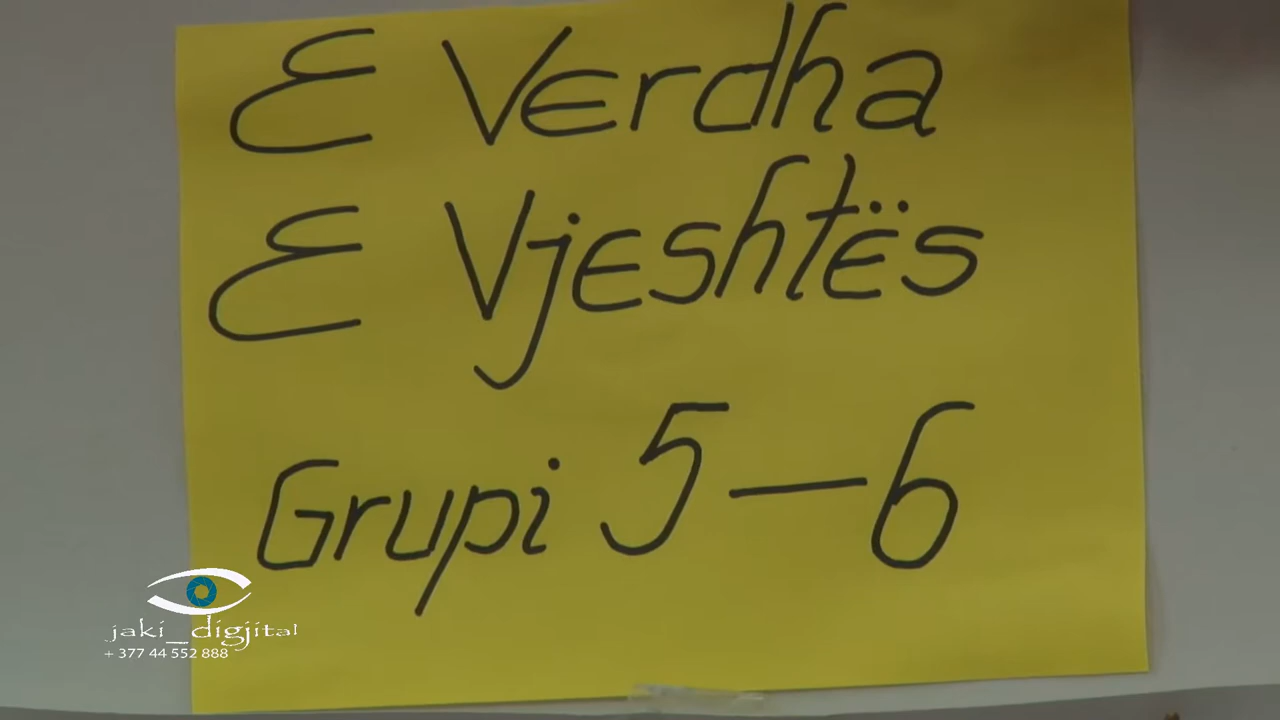 E Verdha
E Vjeshtës
Grupi 5-6
jaki_digjital
+ 377 44 552 888